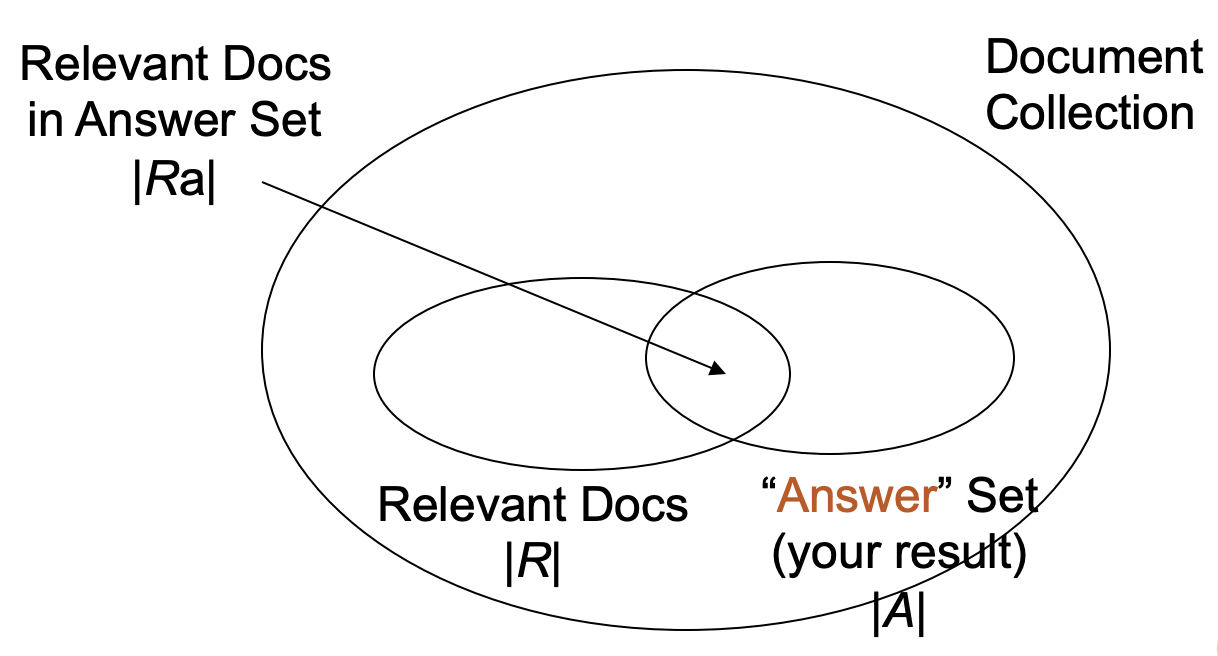 Relevant Docs
in Answer Set
|Ra|
Document
Collection
Relevant Docs
|R|
“Answer” Set
(your result)
|A|